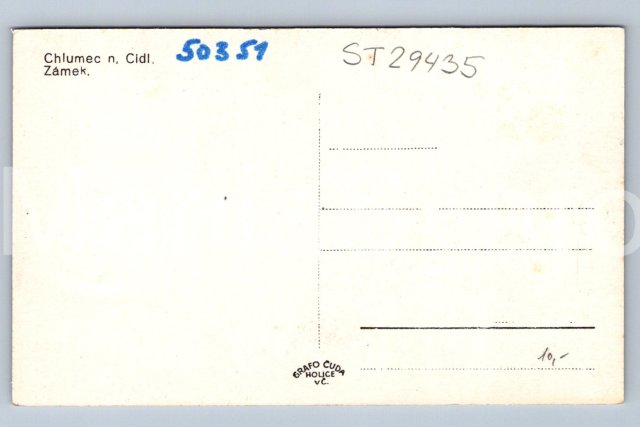 Chlumec n. Cidl.
Zámek.
50351
ST29435
10,-
GRAFO ČUDA
HOLICE
V Č.